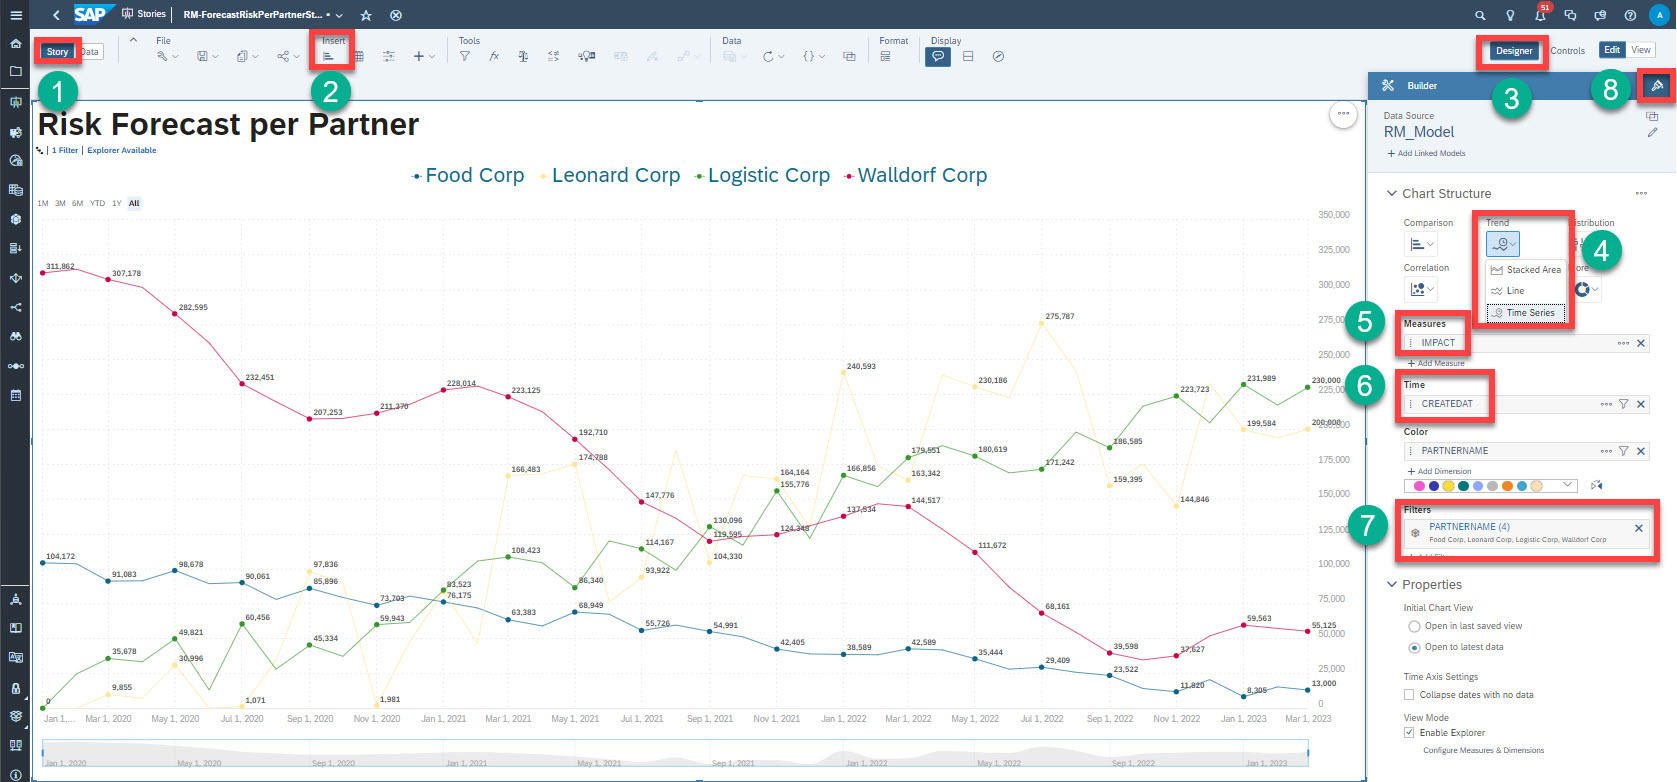 SAP Stories RM-ForecastRiskPerPartnerSt... •
51
A
Story Data
File Insert Tools Data Format Display
Designer Controls Edit View
1
2
3
8
Builder
Risk Forecast per Partner
1 Filter | Explorer Available
Food Corp Leonard Corp Logistic Corp Walldorf Corp
1M 3M 6M YTD 1Y All
350,000
325,000
300,000
275,000
250,000
225,000
200,000
175,000
150,000
125,000
100,000
75,000
50,000
25,000
0
311,862 307,178 282,595 232,451 207,253 211,370 228,014 223,125 192,710 147,776 119,595 124,348 137,534 144,517 111,672 68,161 39,598 37,627 59,563 55,125
104,172 91,083 98,678 90,061 85,896 73,703 76,175 63,383 68,949 55,726 54,991 42,405 38,589 42,589 35,444 29,409 23,522 11,820 8,305 13,000
0 35,678 49,821 60,456 45,334 59,943 83,523 108,423 86,340 114,167 130,096 155,776 166,856 179,551 180,619 171,242 186,585 223,723 231,989 230,000
9,855 30,996 1,071 97,836 1,981 166,483 174,788 93,922 104,330 164,164 240,593 163,342 230,186 275,787 159,395 144,846 199,584 200,000
Jan 1,... Mar 1, 2020 May 1, 2020 Jul 1, 2020 Sep 1, 2020 Nov 1, 2020 Jan 1, 2021 Mar 1, 2021 May 1, 2021 Jul 1, 2021 Sep 1, 2021 Nov 1, 2021 Jan 1, 2022 Mar 1, 2022 May 1, 2022 Jul 1, 2022 Sep 1, 2022 Nov 1, 2022 Jan 1, 2023 Mar 1, 2023
Jan 1, 2020 May 1, 2020 Sep 1, 2020 Jan 1, 2021 May 1, 2021 Sep 1, 2021 Jan 1, 2022 May 1, 2022 Sep 1, 2022 Jan 1, 2023
Data Source
RM_Model
+ Add Linked Models
Chart Structure
Comparison Trend Distribution
4
Correlation More
Stacked Area
Line
Time Series
5
Measures
IMPACT
+ Add Measure
6
Time
CREATEDAT
Color
PARTNERNAME
+ Add Dimension
7
Filters
PARTNERNAME (4)
Food Corp, Leonard Corp, Logistic Corp, Walldorf Corp
Properties
Initial Chart View
Open in last saved view
Open to latest data
Time Axis Settings
Collapse dates with no data
View Mode
Enable Explorer
Configure Measures & Dimensions